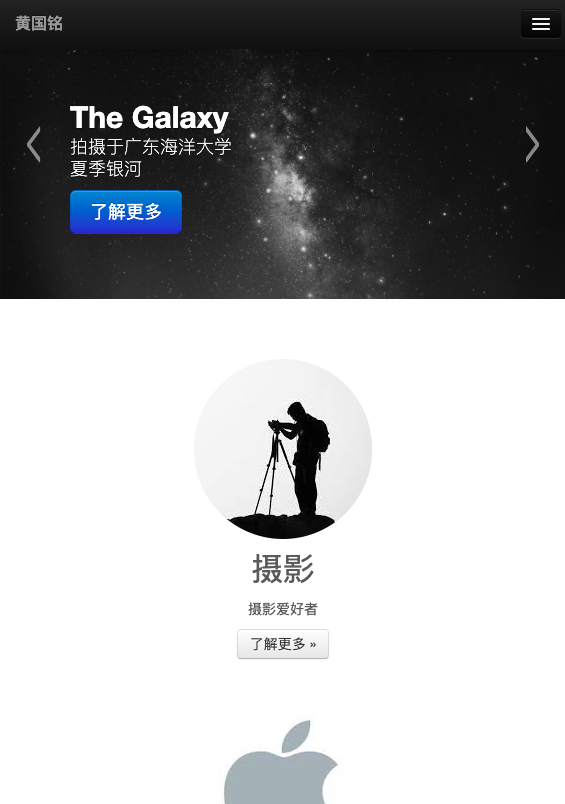 黄国铭
The Galaxy
拍摄于广东海洋大学
夏季银河
了解更多
摄影
摄影爱好者
了解更多 »